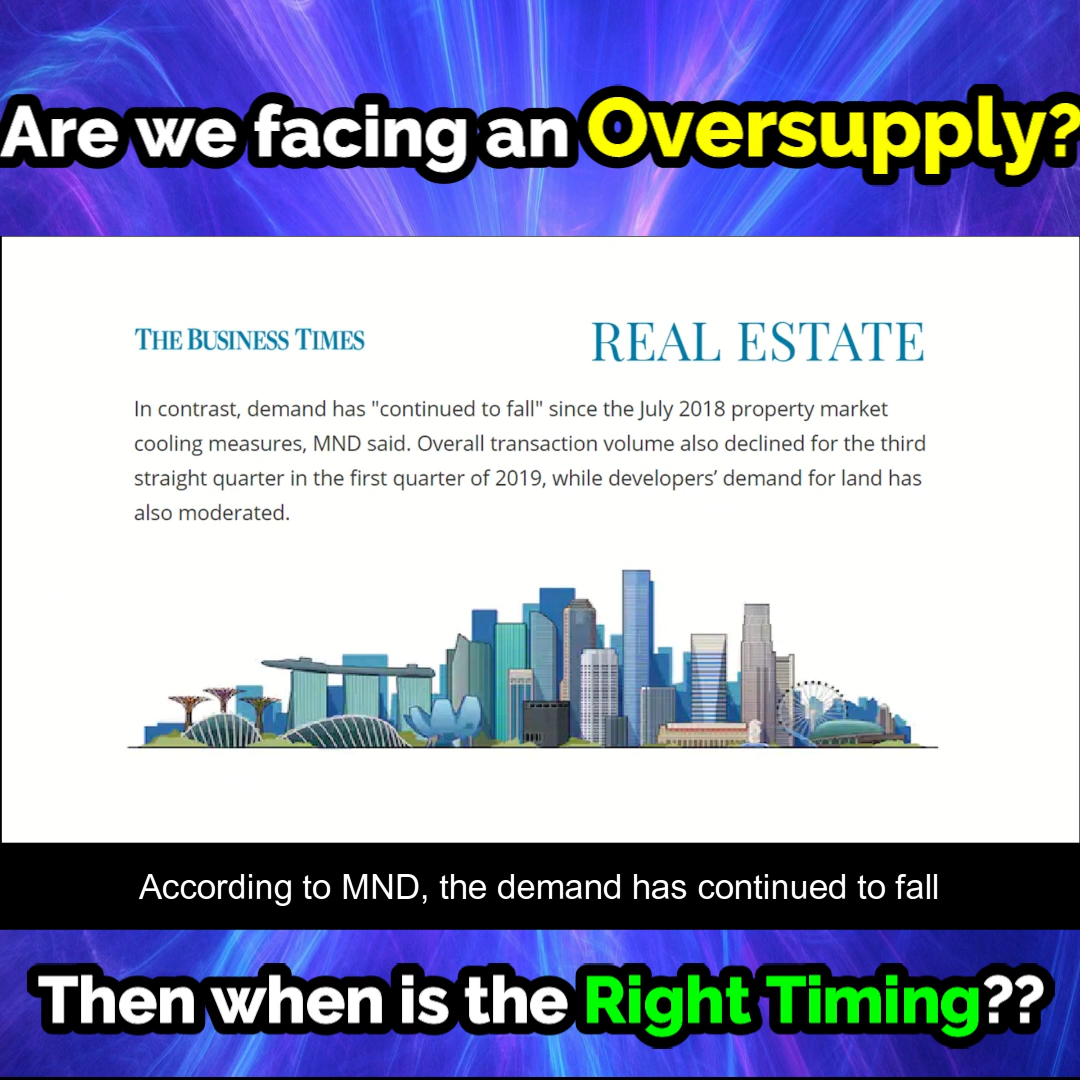 Are we facing an Oversupply?
THE BUSINESS TIMES
REAL ESTATE
In contrast, demand has "continued to fall" since the July 2018 property market
cooling measures, MND said. Overall transaction volume also declined for the third
straight quarter in the first quarter of 2019, while developers’ demand for land has
also moderated.
According to MND, the demand has continued to fall
Then when is the Right Timing??